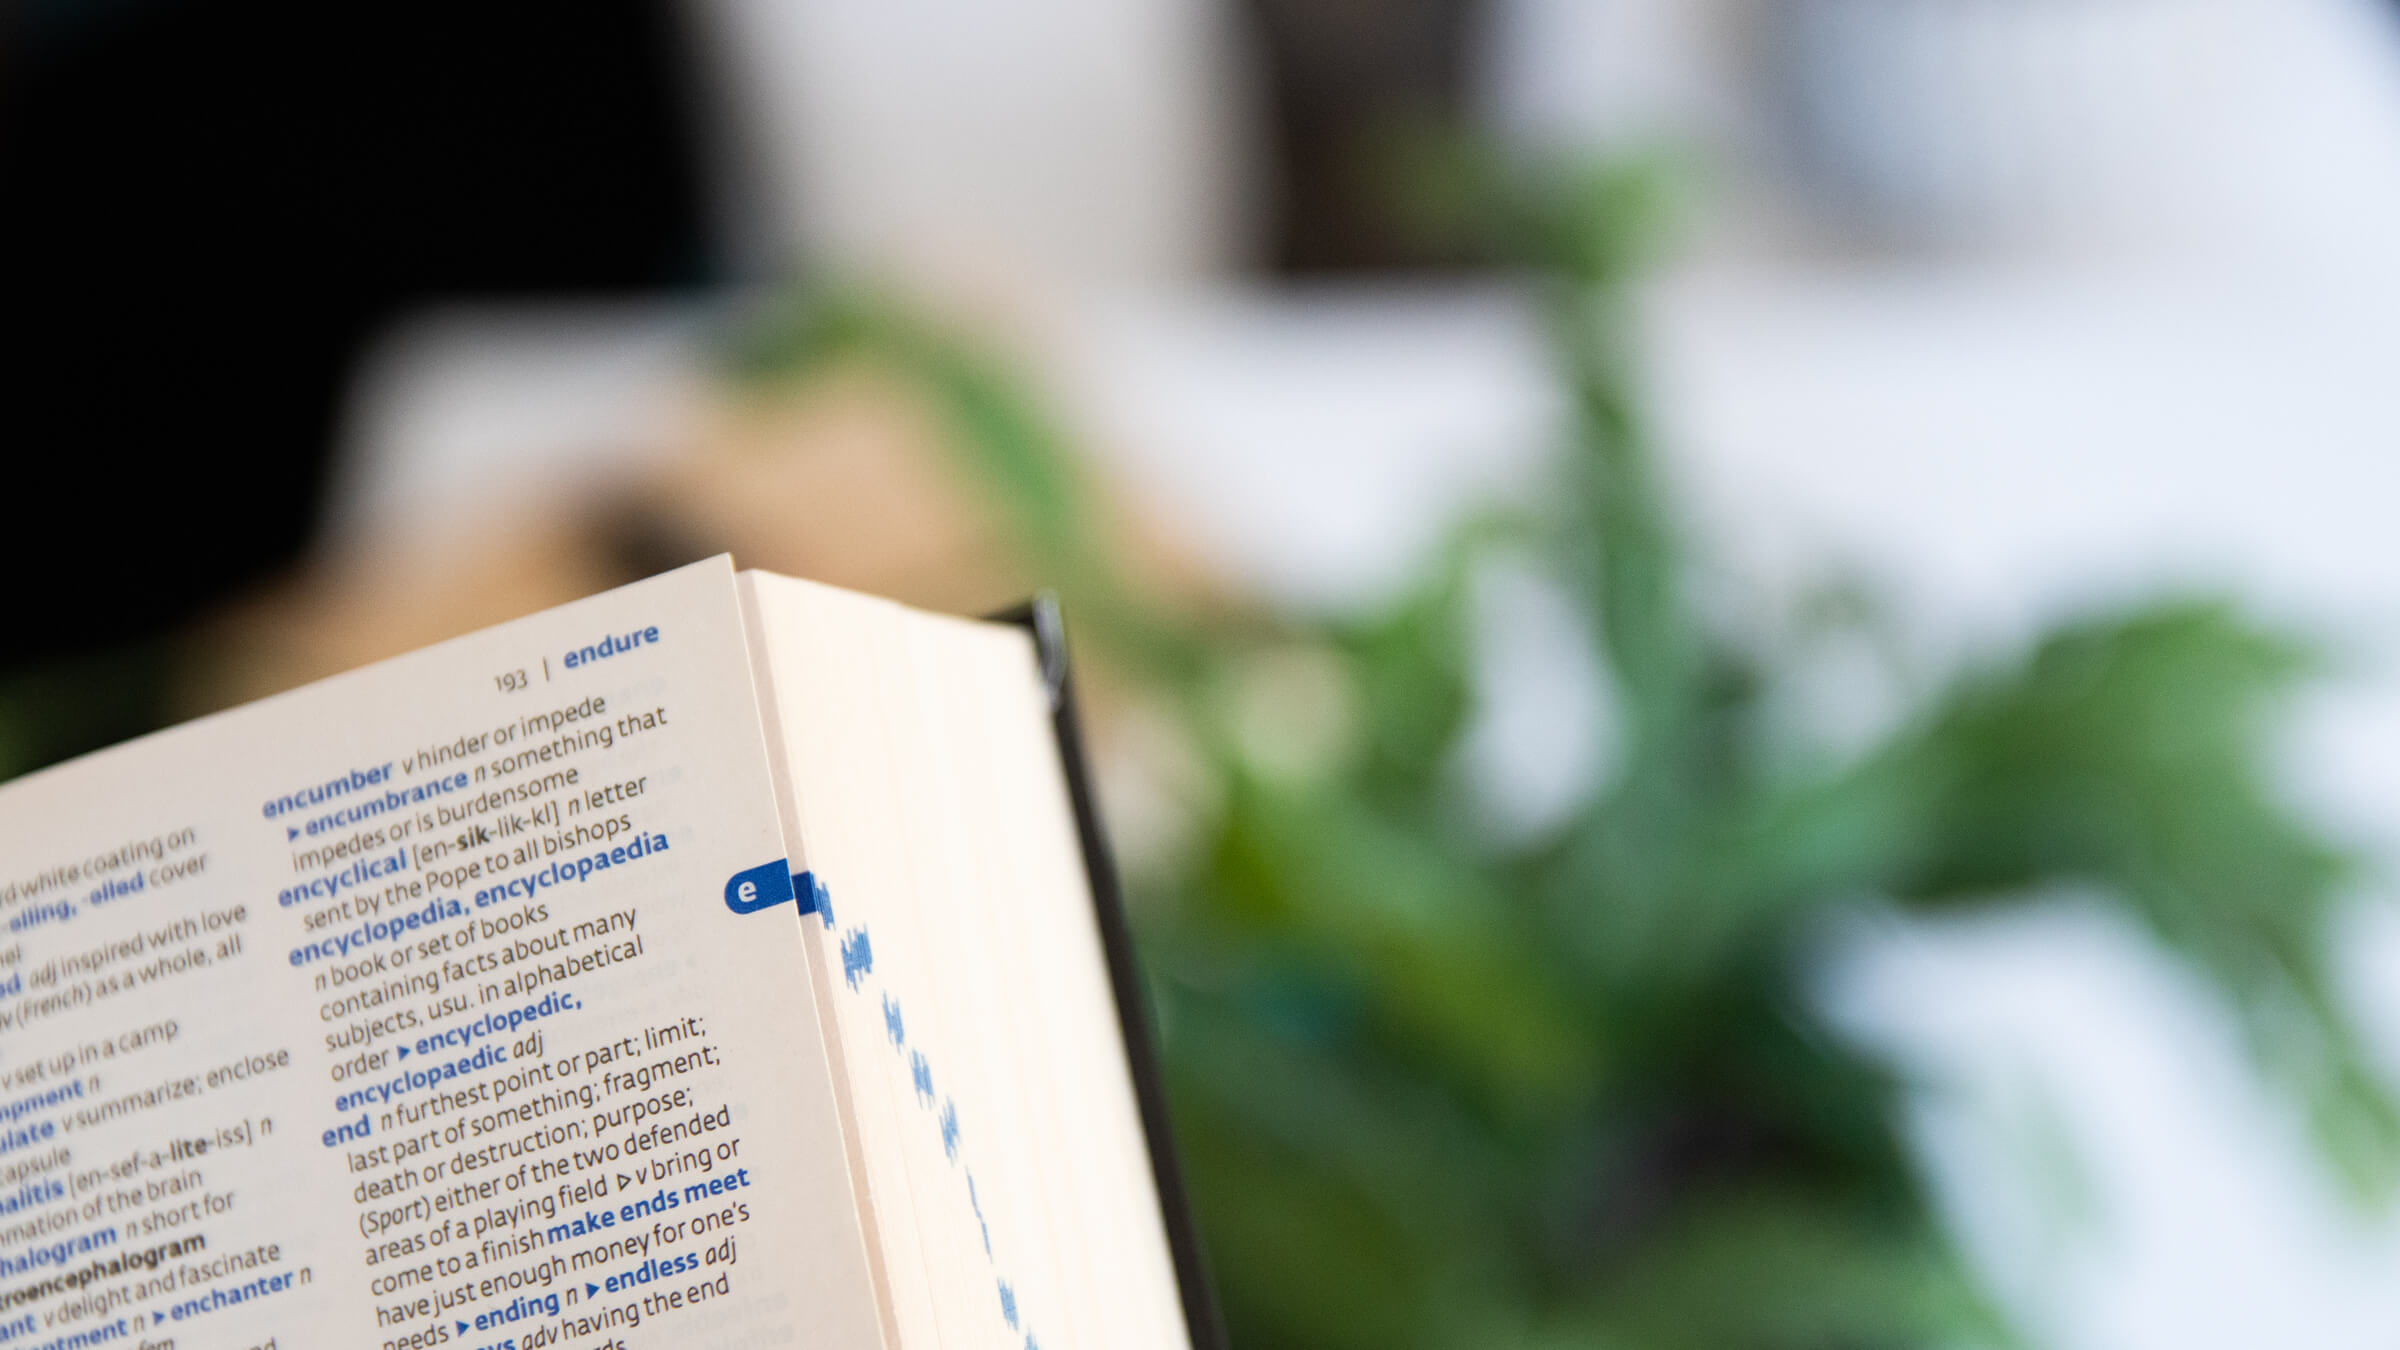 193 | endure
white coating on
-elling, -elled cover
adj inspired with love
(French) as a whole, all
v set up in a camp
n
v summarize; enclose
capsule
[en-sef-a-lite-iss] n
of the brain
n short for
v delight and fascinate
n ▸enchanter n
encumber v hinder or impede
▸encumbrance n something that
impedes or is burdensome
encyclical [en-sik-lik-kl] n letter
sent by the Pope to all bishops
encyclopedia, encyclopaedia
n book or set of books
containing facts about many
subjects, usu. in alphabetical
order ▸encyclopedic,
encyclopaedic adj
end n furthest point or part; limit;
last part of something; fragment;
death or destruction; purpose;
(Sport) either of the two defended
areas of a playing field ▷ v bring or
come to a finish make ends meet
have just enough money for one's
needs ▸ending n ▸endless adj
adv having the end
e